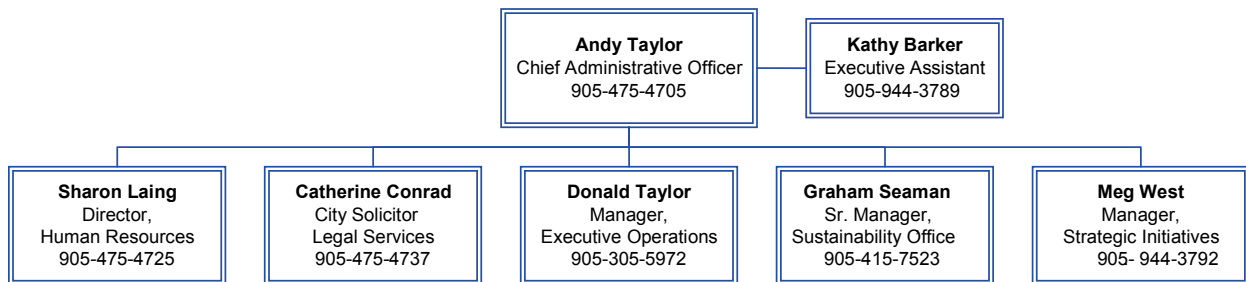 Andy Taylor
Chief Administrative Officer
905-475-4705
Kathy Barker
Executive Assistant
905-944-3789
Sharon Laing
Director,
Human Resources
905-475-4725
Catherine Conrad
City Solicitor
Legal Services
905-475-4737
Donald Taylor
Manager,
Executive Operations
905-305-5972
Graham Seaman
Sr. Manager,
Sustainability Office
905-415-7523
Meg West
Manager,
Strategic Initiatives
905- 944-3792